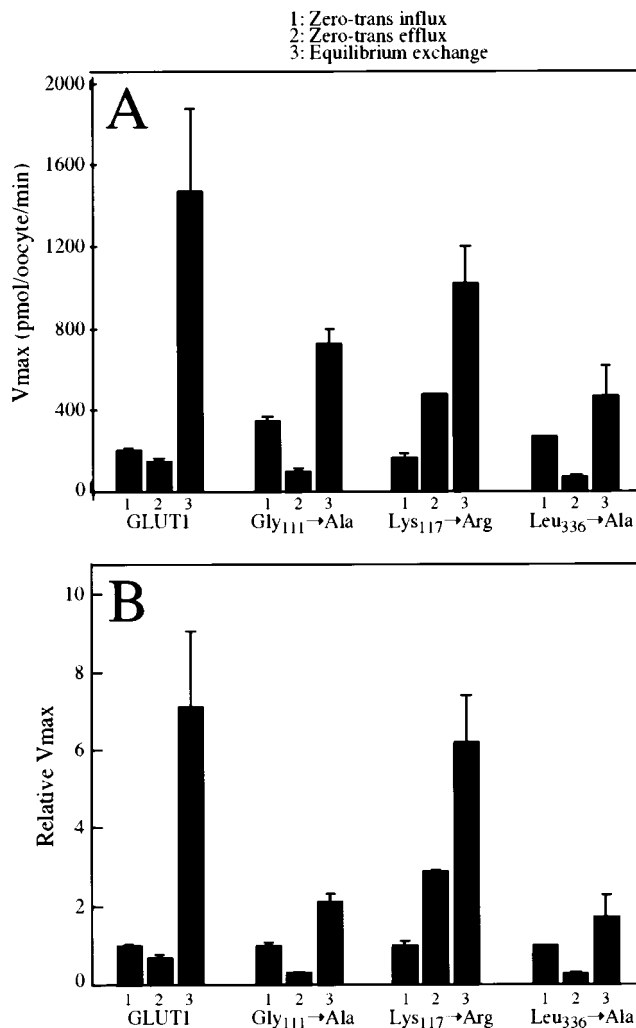 1: Zero-trans influx
2: Zero-trans efflux
3: Equilibrium exchange
A
Vmax (pmol/oocyte/min)
2000
1600
1200
800
400
0
1 2 3 1 2 3 1 2 3 1 2 3
GLUT1 Gly111→Ala Lys117→Arg Leu336→Ala
B
Relative Vmax
10
8
6
4
2
0
1 2 3 1 2 3 1 2 3 1 2 3
GLUT1 Gly111→Ala Lys117→Arg Leu336→Ala